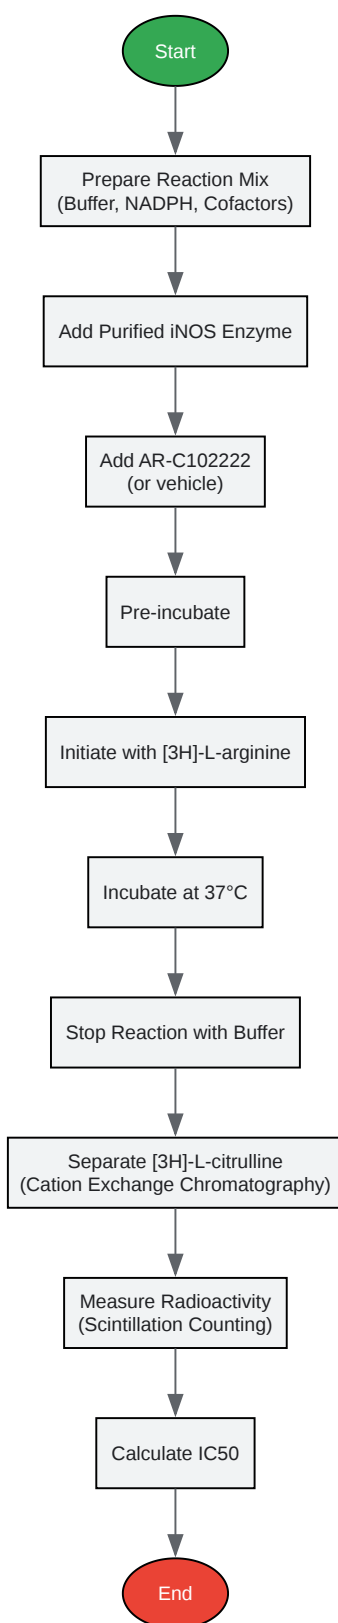 Start
Prepare Reaction Mix
(Buffer, NADPH, Cofactors)
Add Purified iNOS Enzyme
Add AR-C102222
(or vehicle)
Pre-incubate
Initiate with [3H]-L-arginine
Incubate at 37°C
Stop Reaction with Buffer
Separate [3H]-L-citrulline
(Cation Exchange Chromatography)
Measure Radioactivity
(Scintillation Counting)
Calculate IC50
End